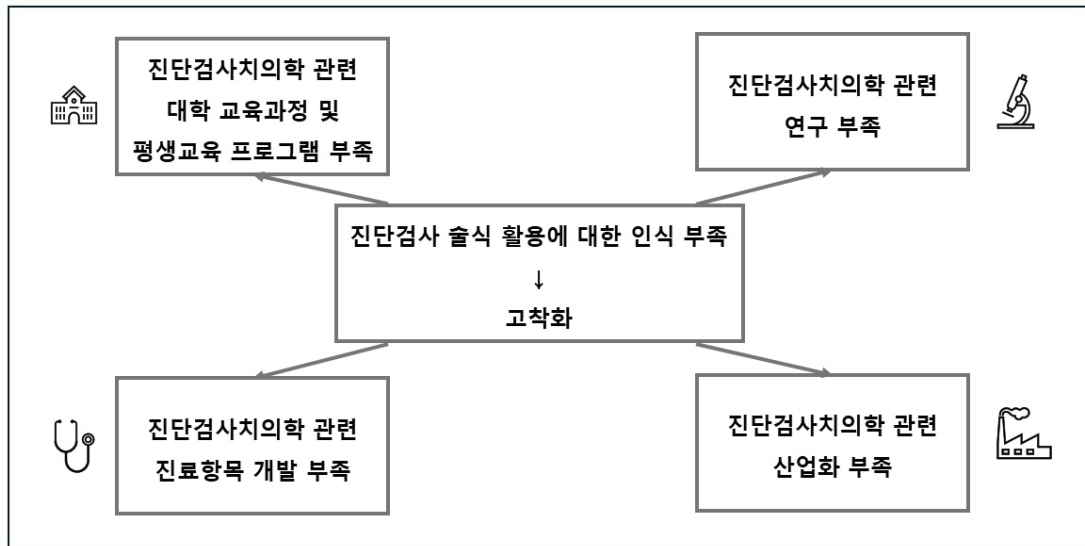 진단검사치의학 관련
대학 교육과정 및
평생교육 프로그램 부족
진단검사치의학 관련
연구 부족
진단검사 술식 활용에 대한 인식 부족
↓
고착화
진단검사치의학 관련
진료항목 개발 부족
진단검사치의학 관련
산업화 부족